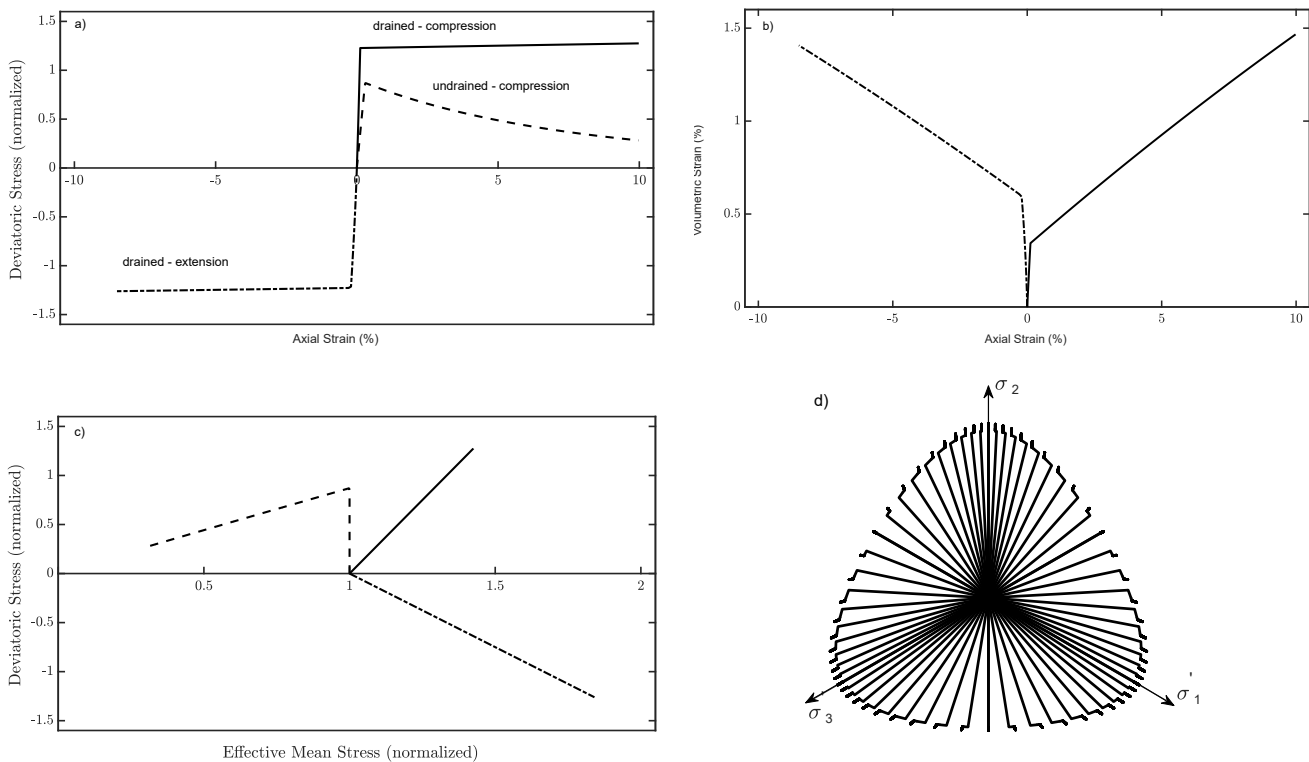 a)
drained - compression
undrained - compression
drained - extension
1.5
1
0.5
0
-0.5
-1
-1.5
-10
-5
0
5
10
Axial Strain (%)
Deviatoric Stress (normalized)
b)
1.5
1
0.5
0
-10
-5
0
5
10
Axial Strain (%)
Volumetric Strain (%)
c)
1.5
1
0.5
0
-0.5
-1
-1.5
0.5
1
1.5
2
Effective Mean Stress (normalized)
Deviatoric Stress (normalized)
d)
σ 2
σ 3
σ' 1